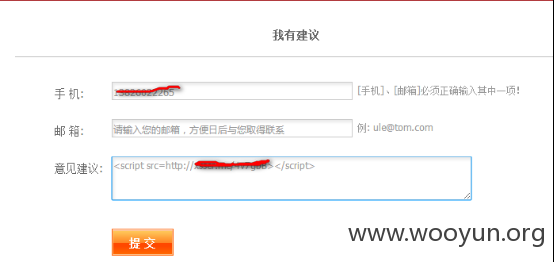 我有建议
手 机:
[手机]、[邮箱]必须正确输入其中一项!
邮 箱: 请输入您的邮箱，方便日后与您取得联系 例: ule@tom.com
意见建议: <script src=http:// ></script>
提 交
www.wooyun.org